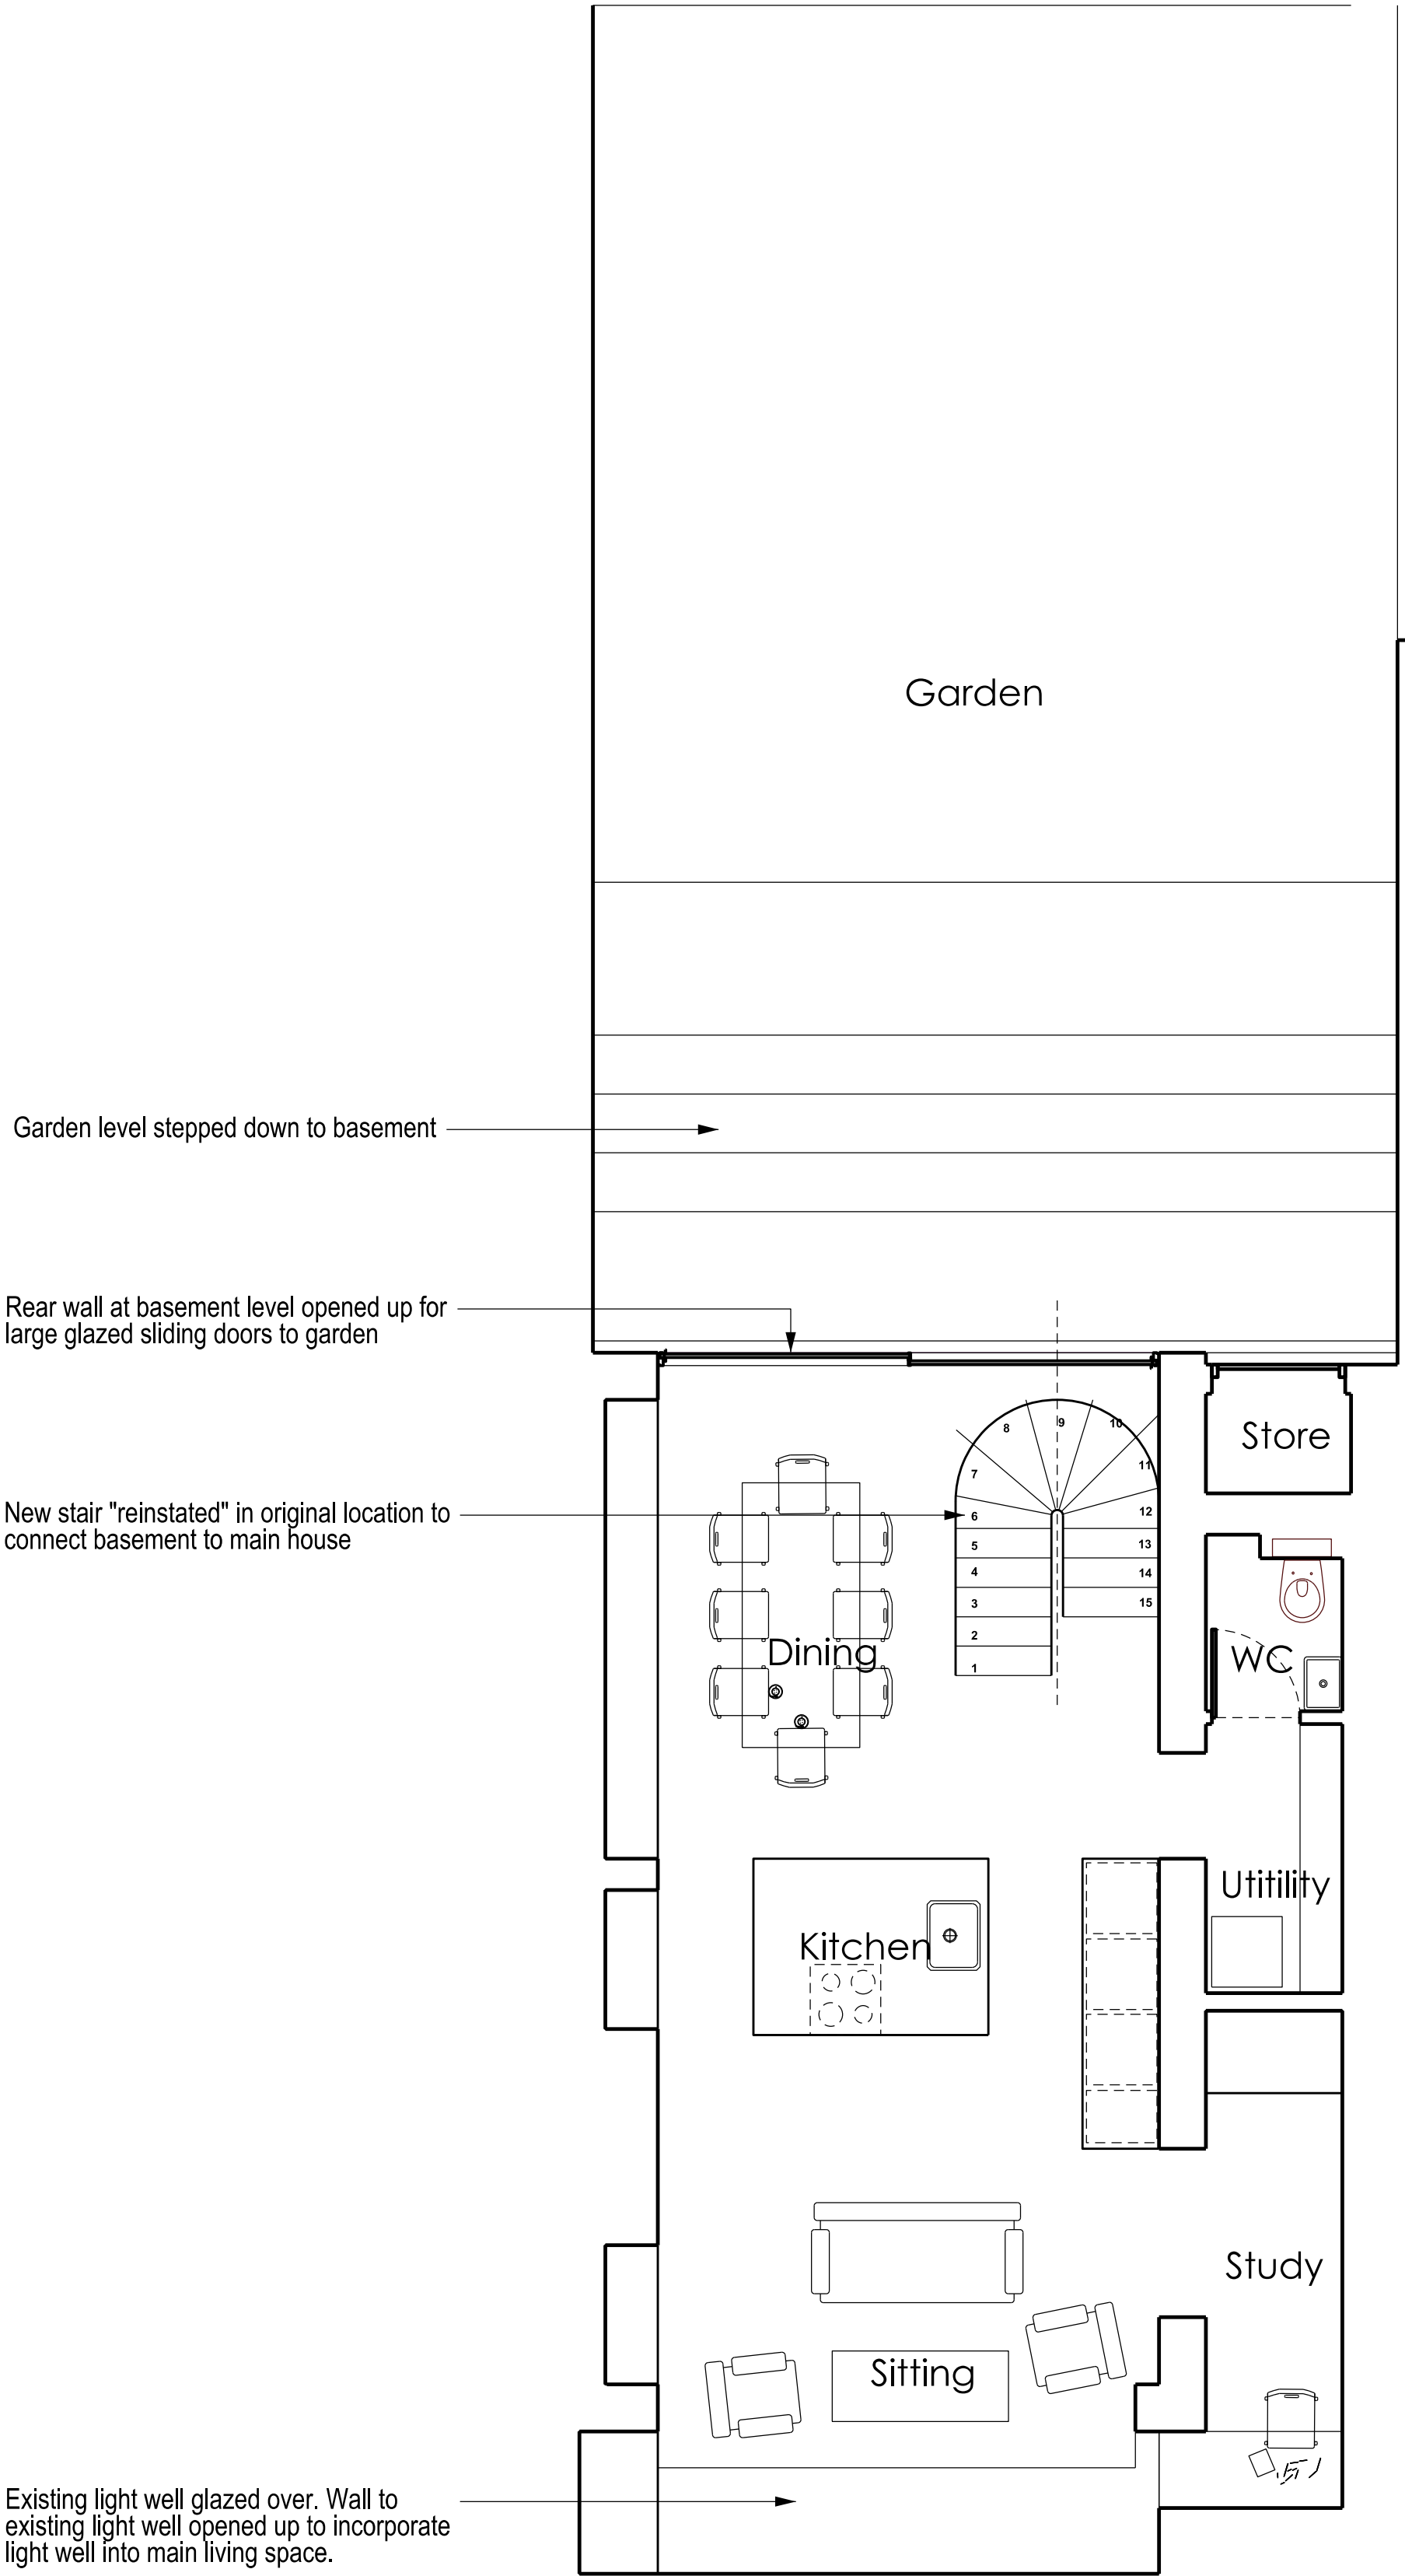 Garden
Garden level stepped down to basement
Rear wall at basement level opened up for
large glazed sliding doors to garden
Store
8
9
10
7
11
New stair "reinstated" in original location to
connect basement to main house
6
12
5
13
4
14
3
15
2
1
Dining
WC
Utitility
Kitchen
Study
Sitting
Existing light well glazed over. Wall to
existing light well opened up to incorporate
light well into main living space.